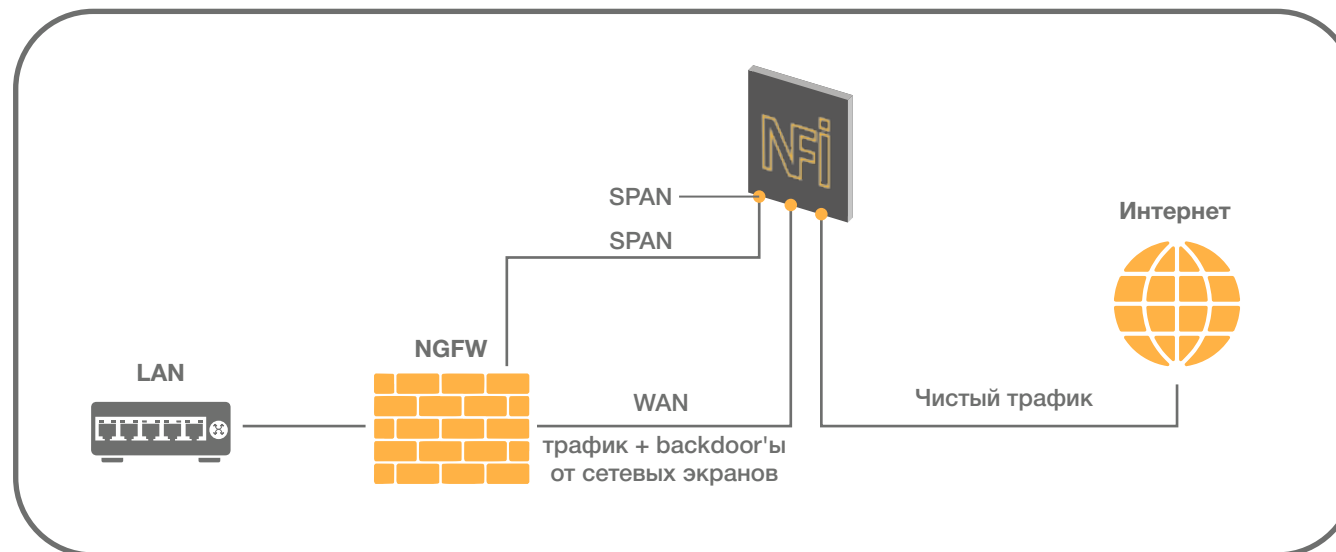 NFi
SPAN
SPAN
Интернет
NGFW
LAN
WAN
Чистый трафик
трафик + backdoor'ы
от сетевых экранов